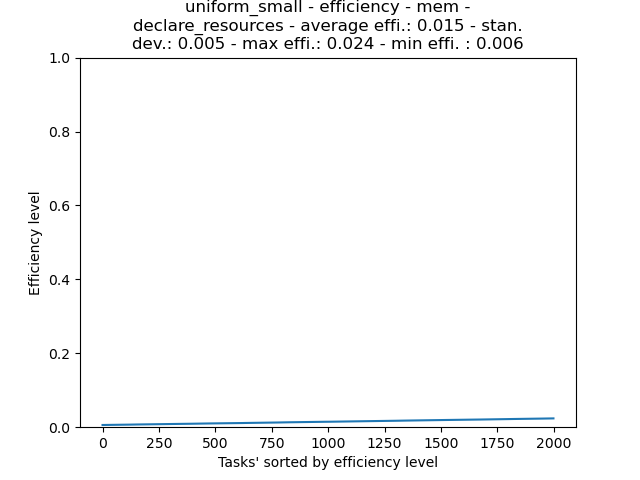 uniform_small - efficiency - mem -
declare_resources - average effi.: 0.015 - stan.
dev.: 0.005 - max effi.: 0.024 - min effi. : 0.006
1.0
0.8
0.6
0.4
0.2
0.0
Efficiency level
0 250 500 750 1000 1250 1500 1750 2000
Tasks' sorted by efficiency level